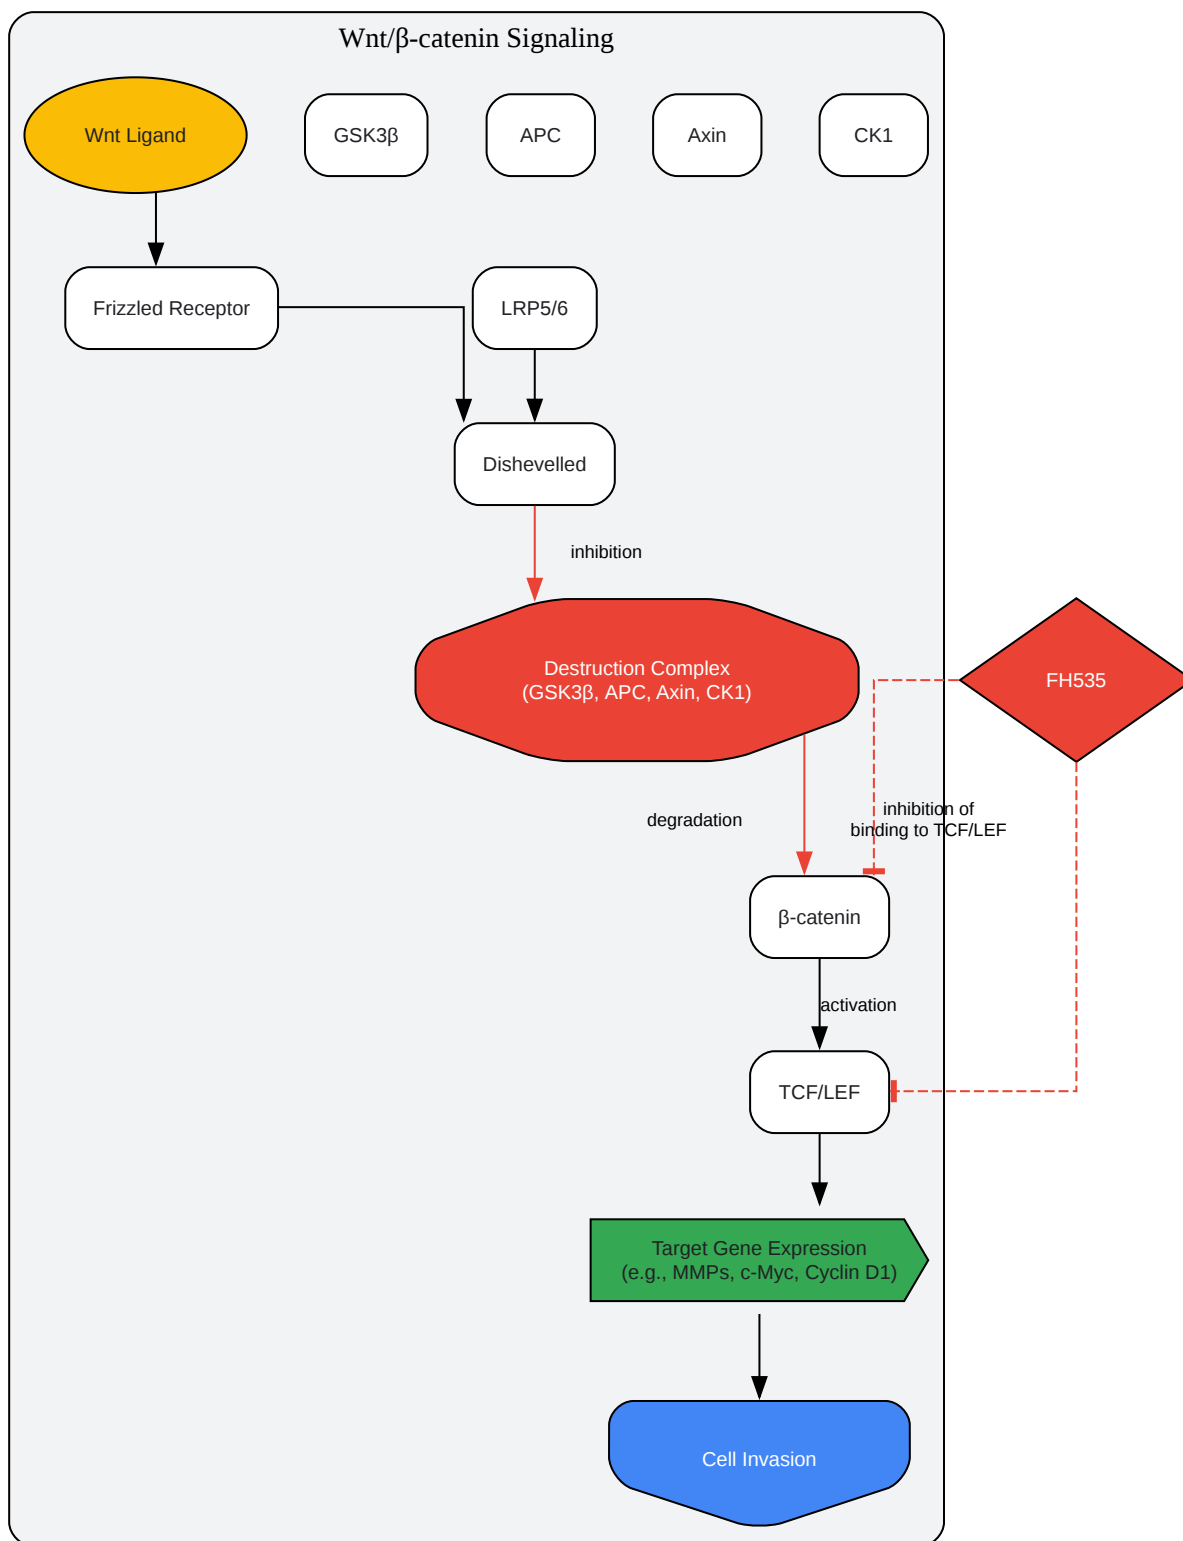 Wnt/β-catenin Signaling
Wnt Ligand
GSK3β
APC
Axin
CK1
Frizzled Receptor
LRP5/6
Dishevelled
inhibition
Destruction Complex
(GSK3β, APC, Axin, CK1)
FH535
degradation
inhibition of
binding to TCF/LEF
β-catenin
activation
TCF/LEF
Target Gene Expression
(e.g., MMPs, c-Myc, Cyclin D1)
Cell Invasion